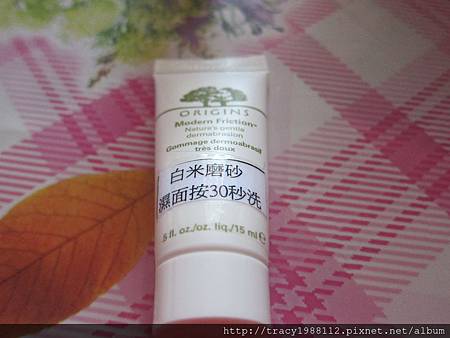 ORIGINS
Modern Friction™
Nature's gentle
dermabrasion
Gommage dermoabrasif
très doux
白米磨砂
濕面按30秒洗
.5 fl. oz./oz. liq./15 ml ℮
http://tracy1988112.pixnet.net/album